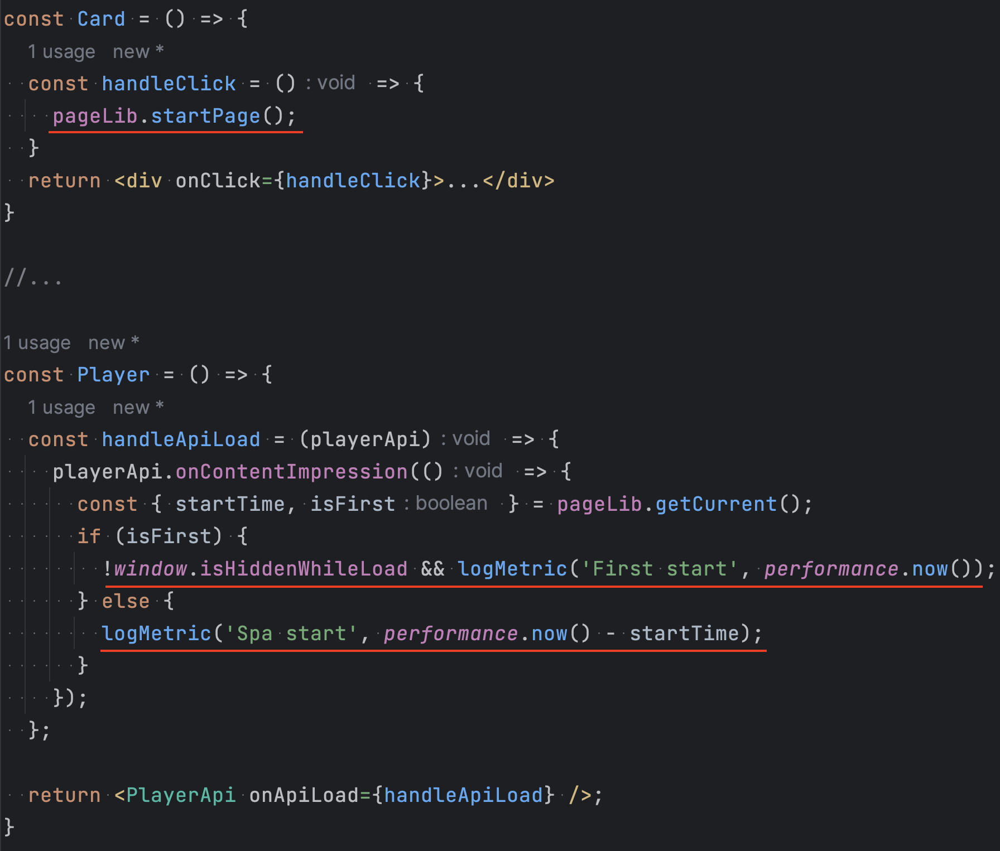 const Card = () => {
1 usage new *
const handleClick = () : void => {
pageLib.startPage();
}
return <div onClick={handleClick}>...</div>
}
//...
1 usage new *
const Player = () => {
1 usage new *
const handleApiLoad = (playerApi) : void => {
playerApi.onContentImpression(() : void => {
const { startTime, isFirst : boolean } = pageLib.getCurrent();
if (isFirst) {
!window.isHiddenWhileLoad && logMetric('First start', performance.now());
} else {
logMetric('Spa start', performance.now() - startTime);
}
});
};
return <PlayerApi onApiLoad={handleApiLoad} />;
}